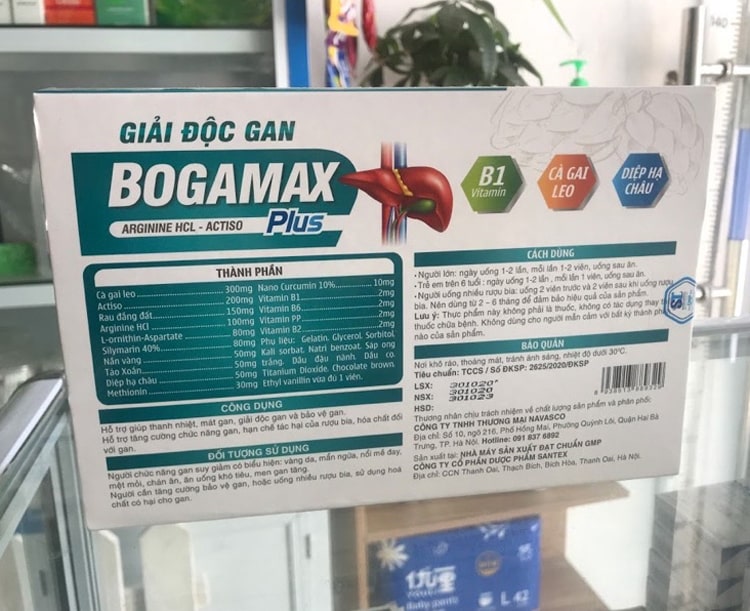 GIẢI ĐỘC GAN
BOGAMAX
Plus
ARGININE HCL - ACTISO
B1
Vitamin
CÀ GAI
LEO
DIỆP HẠ
CHÂU
THÀNH PHẦN
Cà gai leo 300mg
Actiso 200mg
Rau đắng đất 150mg
Arginine HCl 100mg
L-ornithin-Aspartate 80mg
Silymarin 40% 80mg
Nần vàng 50mg
Tảo Xoắn 50mg
Diệp hạ châu 50mg
Methionin 30mg
Nano Curcumin 10% 10mg
Vitamin B1 2mg
Vitamin B6 2mg
Vitamin PP 2mg
Vitamin B2 2mg
Phụ liệu: Gelatin, Glycerol, Sorbitol,
Kali sorbat, Natri benzoat, Sáp ong
trắng, Dầu đậu nành, Dầu cọ,
Titanium Dioxide, Chocolate brown,
Ethyl vanillin vừa đủ 1 viên.
CÔNG DỤNG
Hỗ trợ giúp thanh nhiệt, mát gan, giải độc gan và bảo vệ gan.
Hỗ trợ tăng cường chức năng gan, hạn chế tác hại của rượu bia, hóa chất đối
với gan.
ĐỐI TƯỢNG SỬ DỤNG
Người chức năng gan suy giảm có biểu hiện: vàng da, mẩn ngứa, nổi mề đay,
mệt mỏi, chán ăn, ăn uống khó tiêu, men gan tăng.
Người cần tăng cường bảo vệ gan, hoặc uống nhiều rượu bia, sử dụng hoá
chất có hại cho gan.
CÁCH DÙNG
• Người lớn: ngày uống 1-2 lần, mỗi lần 1-2 viên, uống sau ăn.
• Trẻ em trên 6 tuổi: ngày uống 1-2 lần, mỗi lần 1 viên, uống sau ăn.
• Người uống nhiều rượu bia: uống 2 viên trước và 2 viên sau khi uống rượu
bia. Nên dùng từ 2 – 6 tháng để đảm bảo hiệu quả của sản phẩm.
Lưu ý: Thực phẩm này không phải là thuốc, không có tác dụng thay thế
thuốc chữa bệnh. Không dùng cho người mẫn cảm với bất kỳ thành phần
nào của sản phẩm.
BẢO QUẢN
Nơi khô ráo, thoáng mát, tránh ánh sáng, nhiệt độ dưới 30ºC.
Tiêu chuẩn: TCCS / Số ĐKSP: 2625/2020/ĐKSP
LSX: 301020
NSX: 301020
HSD: 301023
Thương nhân chịu trách nhiệm về chất lượng sản phẩm và phân phối:
CÔNG TY TNHH THƯƠNG MẠI NAVASCO
Địa chỉ: Số 10, ngõ 216, Phố Hồng Mai, Phường Quỳnh Lôi, Quận Hai Bà
Trưng, TP. Hà Nội. Hotline: 091 837 6892
Sản xuất tại: NHÀ MÁY SẢN XUẤT ĐẠT CHUẨN GMP
CÔNG TY CỔ PHẦN DƯỢC PHẨM SANTEX
Địa chỉ: CCN Thanh Oai, Thạch Bích, Bích Hòa, Thanh Oai, Hà Nội.
L 42